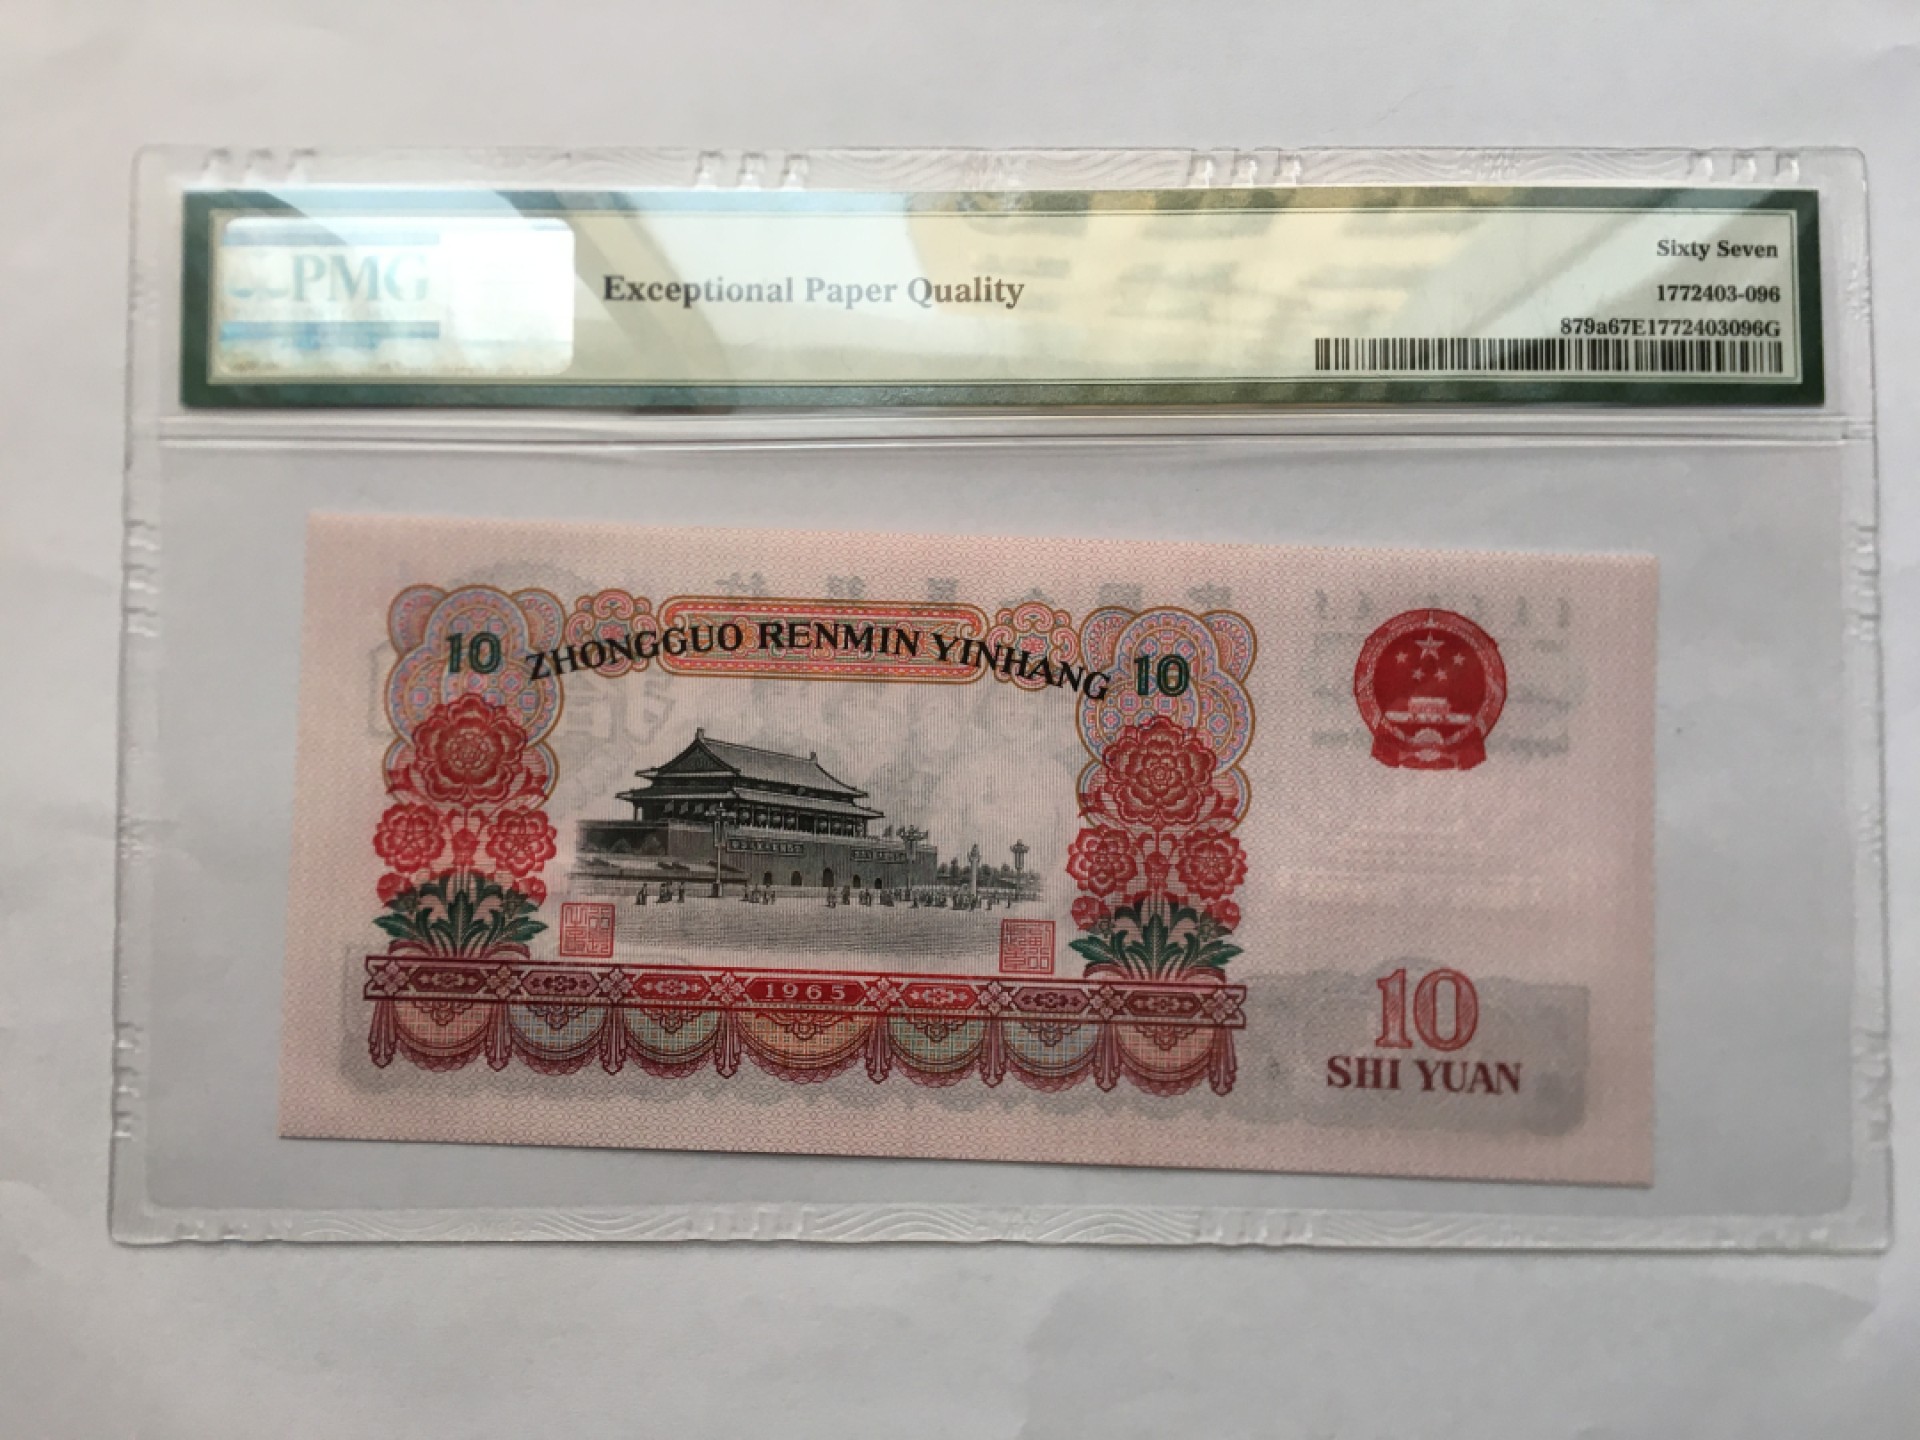 PMG
Exceptional Paper Quality
Sixty Seven
1772403-096
879a67E1772403096G
10 ZHONGGUO RENMIN YINHANG 10
1965
10
SHI YUAN